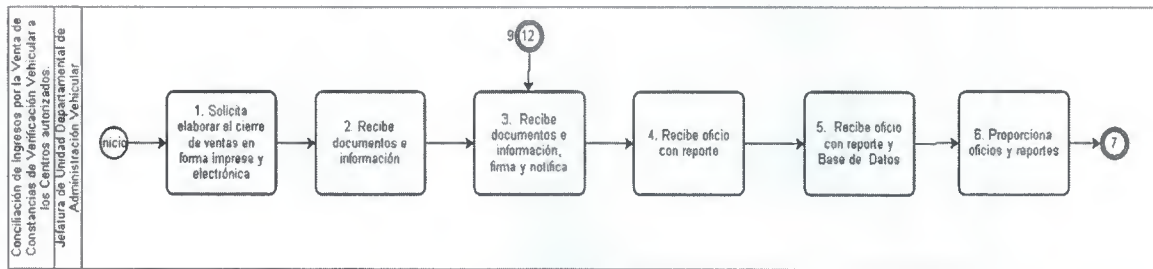 Conciliación de Ingresos por la Venta de
Constancias de Verificación Vehicular a
los Centros autorizados.
Jefatura de Unidad Departamental de
Administración Vehicular
Inicio
1. Solicita
elaborar el cierre
de ventas en
forma impresa y
electrónica
2. Recibe
documentos e
información
9 12
3. Recibe
documentos e
información,
firma y notifica
4. Recibe oficio
con reporte
5. Recibe oficio
con reporte y
Base de Datos
6. Proporciona
oficios y reportes
7